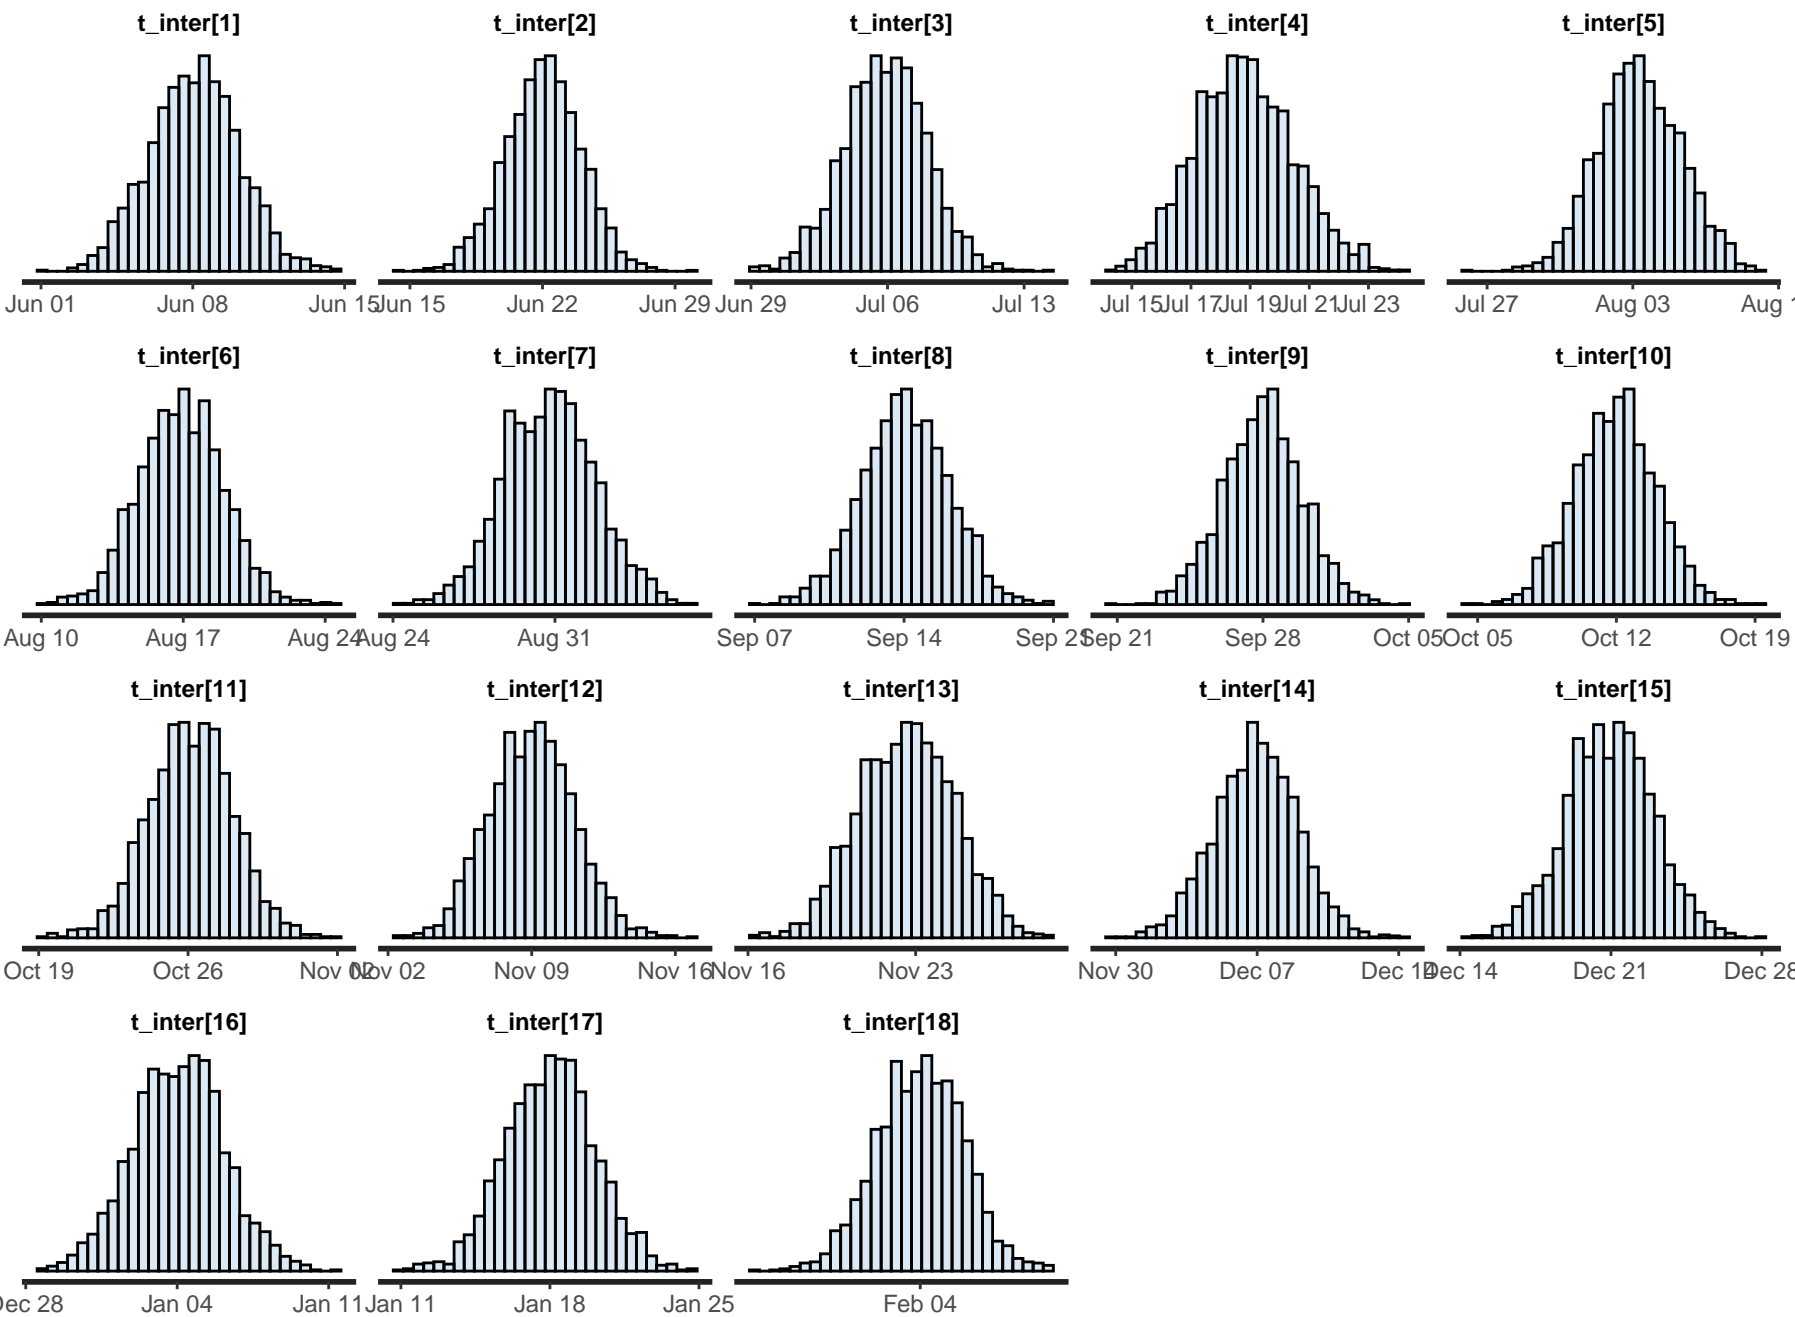 t_inter[1] t_inter[2] t_inter[3] t_inter[4] t_inter[5]
Jun 01 Jun 08 Jun 15 Jun 15 Jun 22 Jun 29 Jun 29 Jul 06 Jul 13 Jul 15 Jul 17 Jul 19 Jul 21 Jul 23 Jul 27 Aug 03 Aug 1
t_inter[6] t_inter[7] t_inter[8] t_inter[9] t_inter[10]
Aug 10 Aug 17 Aug 24 Aug 24 Aug 31 Sep 07 Sep 14 Sep 21 Sep 21 Sep 28 Oct 05 Oct 05 Oct 12 Oct 19
t_inter[11] t_inter[12] t_inter[13] t_inter[14] t_inter[15]
Oct 19 Oct 26 Nov 02 Nov 02 Nov 09 Nov 16 Nov 16 Nov 23 Nov 30 Dec 07 Dec 14 Dec 14 Dec 21 Dec 28
t_inter[16] t_inter[17] t_inter[18]
Dec 28 Jan 04 Jan 11 Jan 11 Jan 18 Jan 25 Feb 04